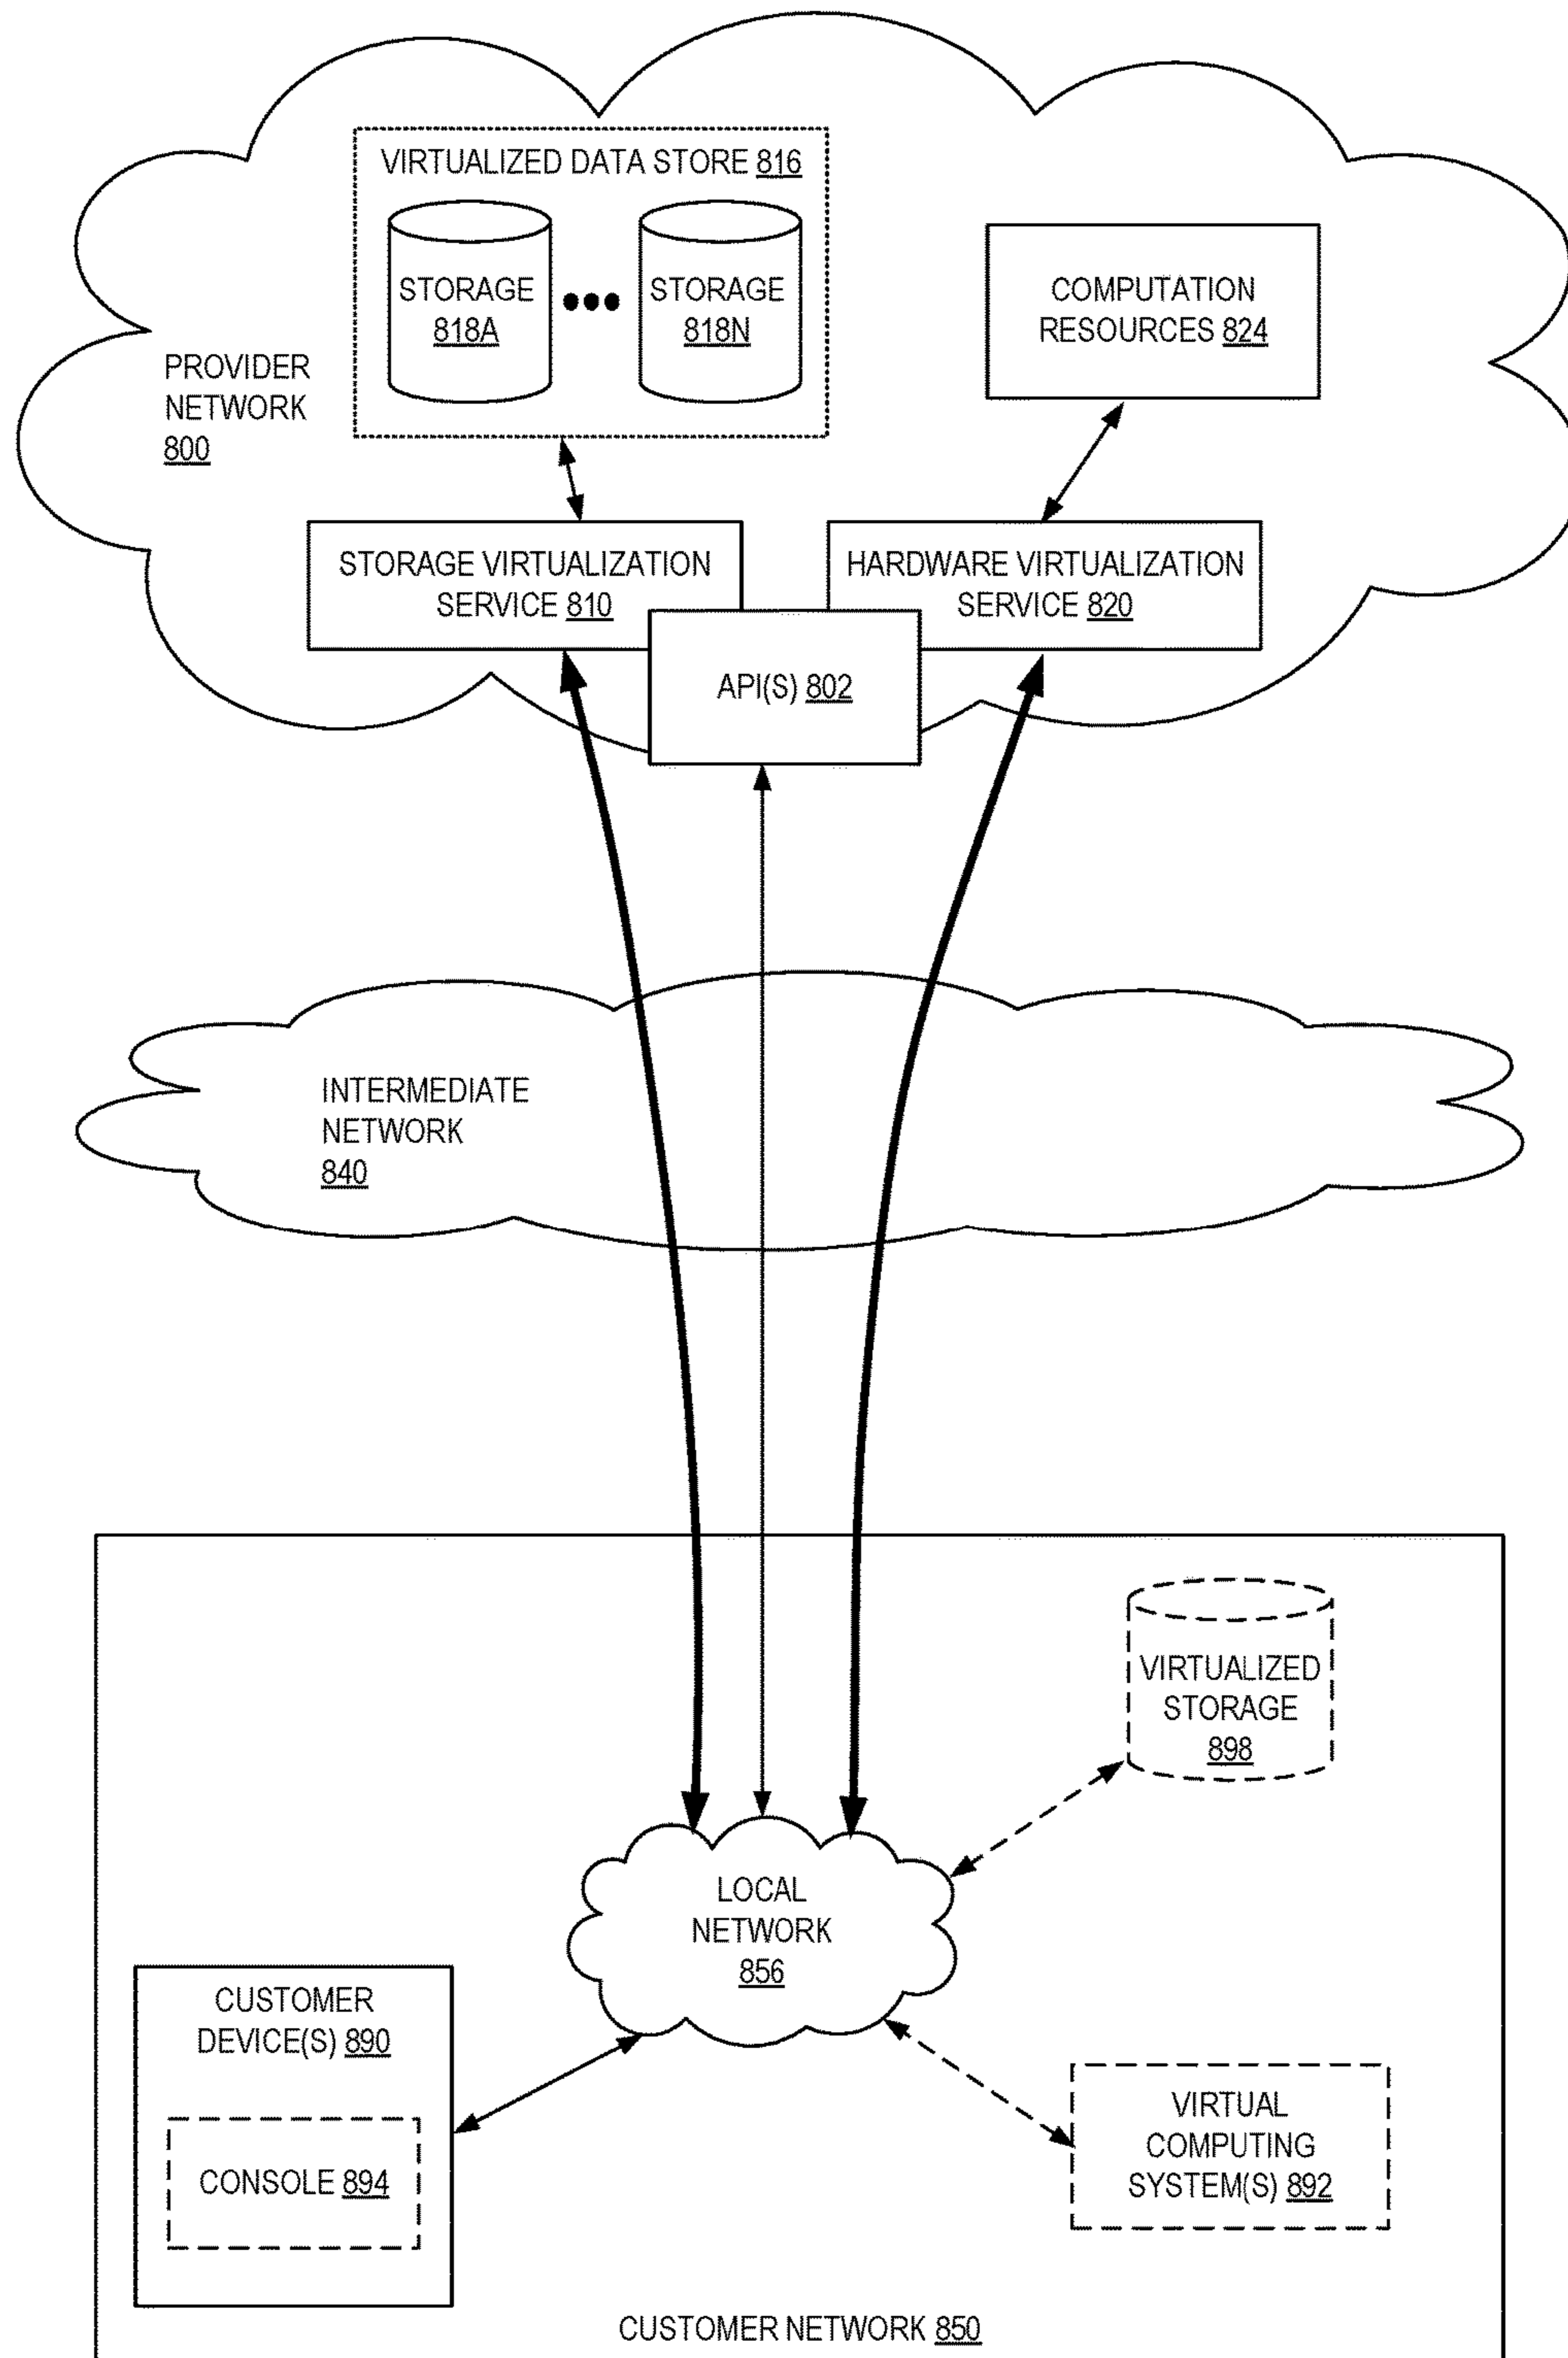 VIRTUALIZED DATA STORE 816
STORAGE
818A
STORAGE
818N
COMPUTATION
RESOURCES 824
PROVIDER
NETWORK
800
STORAGE VIRTUALIZATION
SERVICE 810
HARDWARE VIRTUALIZATION
SERVICE 820
API(S) 802
INTERMEDIATE
NETWORK
840
VIRTUALIZED
STORAGE
898
LOCAL
NETWORK
856
CUSTOMER
DEVICE(S) 890
CONSOLE 894
VIRTUAL
COMPUTING
SYSTEM(S) 892
CUSTOMER NETWORK 850